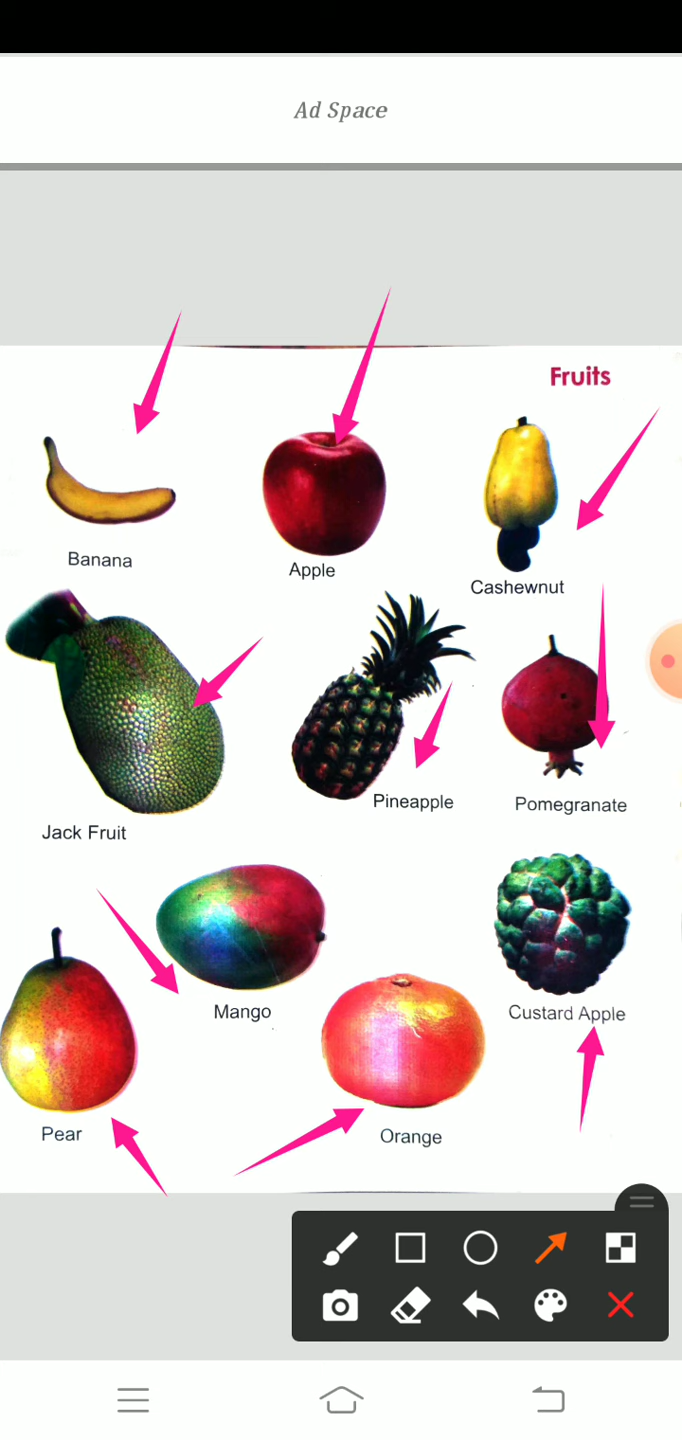 Ad Space
Fruits
Banana
Apple
Cashewnut
Jack Fruit
Pineapple
Pomegranate
Mango
Custard Apple
Pear
Orange